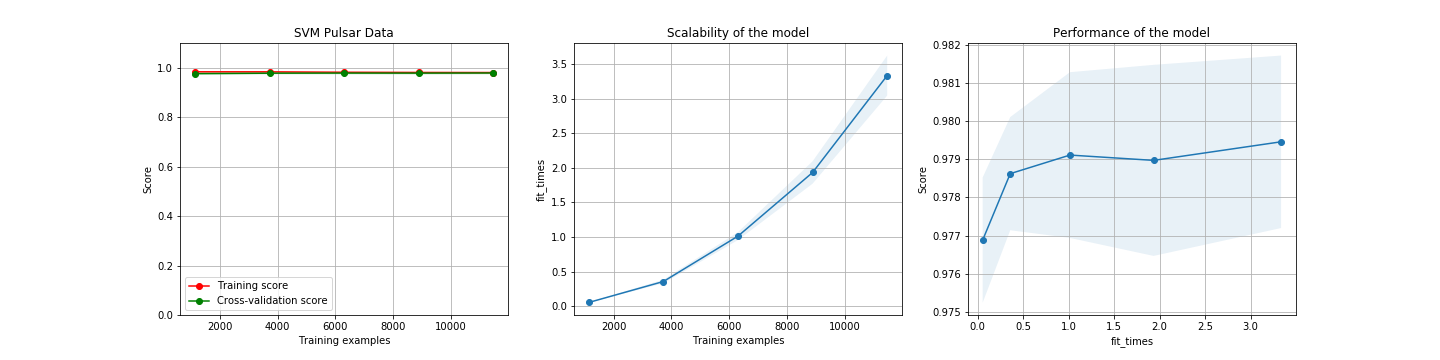 SVM Pulsar Data
1.0
0.8
0.6
0.4
0.2
0.0
Score
Training score
Cross-validation score
2000 4000 6000 8000 10000
Training examples
Scalability of the model
3.5
3.0
2.5
2.0
1.5
1.0
0.5
0.0
fit_times
2000 4000 6000 8000 10000
Training examples
Performance of the model
0.982
0.981
0.980
0.979
0.978
0.977
0.976
0.975
Score
0.0 0.5 1.0 1.5 2.0 2.5 3.0
fit_times